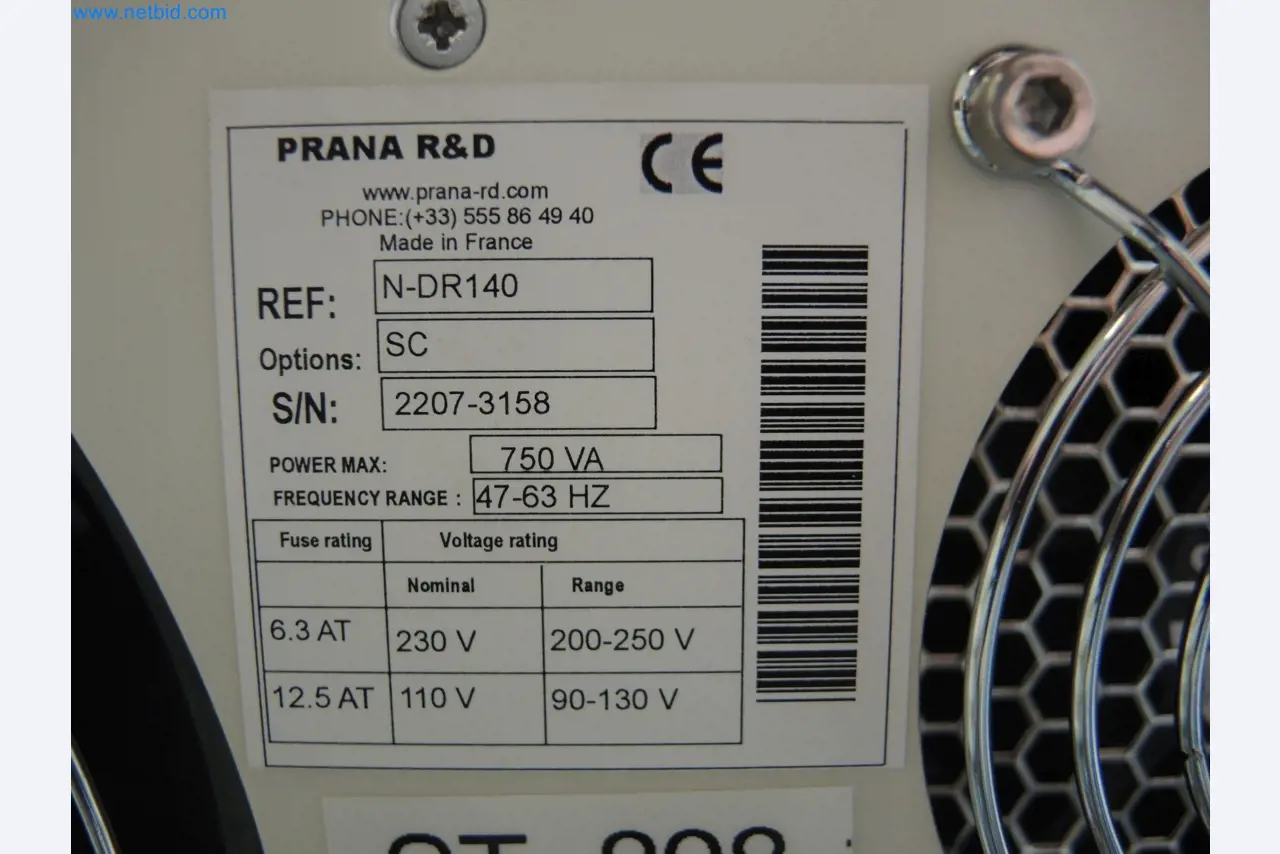 www.netbid.com
PRANA R&D
CE
www.prana-rd.com
PHONE:(+33) 555 86 49 40
Made in France
REF: N-DR140
Options: SC
S/N: 2207-3158
POWER MAX: 750 VA
FREQUENCY RANGE : 47-63 HZ
Fuse rating Voltage rating
Nominal Range
6.3 AT 230 V 200-250 V
12.5 AT 110 V 90-130 V